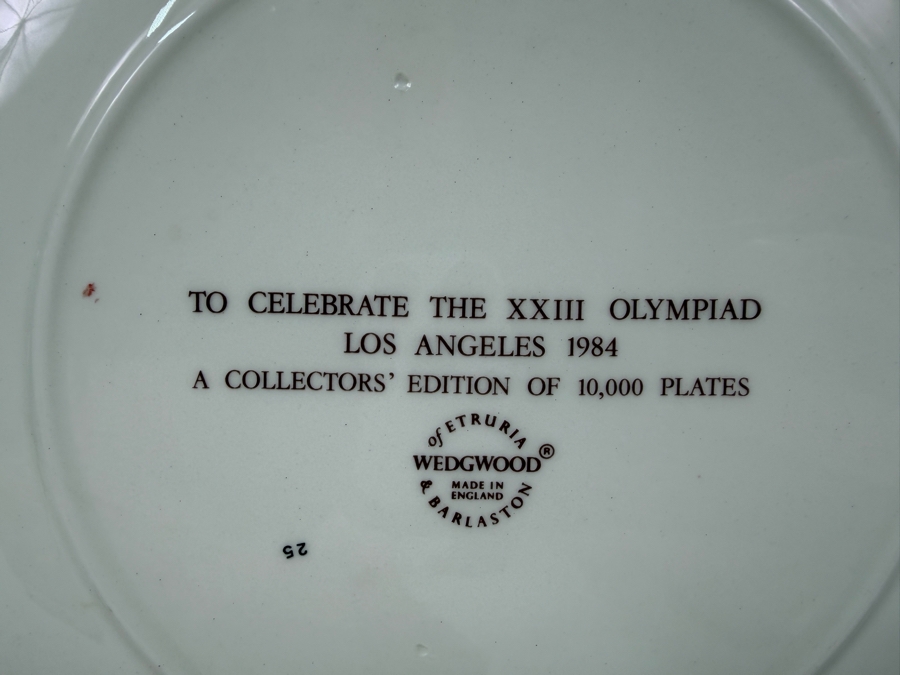 TO CELEBRATE THE XXIII OLYMPIAD
LOS ANGELES 1984
A COLLECTORS' EDITION OF 10,000 PLATES
of ETRURIA
WEDGWOOD®
MADE IN
ENGLAND
& BARLASTON
25